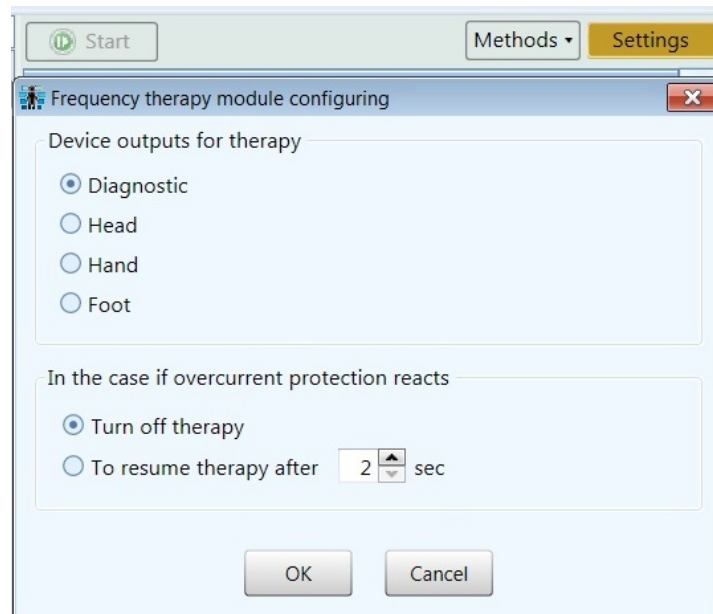 Start
Methods
Settings
Frequency therapy module configuring
Device outputs for therapy
Diagnostic
Head
Hand
Foot
In the case if overcurrent protection reacts
Turn off therapy
To resume therapy after 2 sec
OK
Cancel